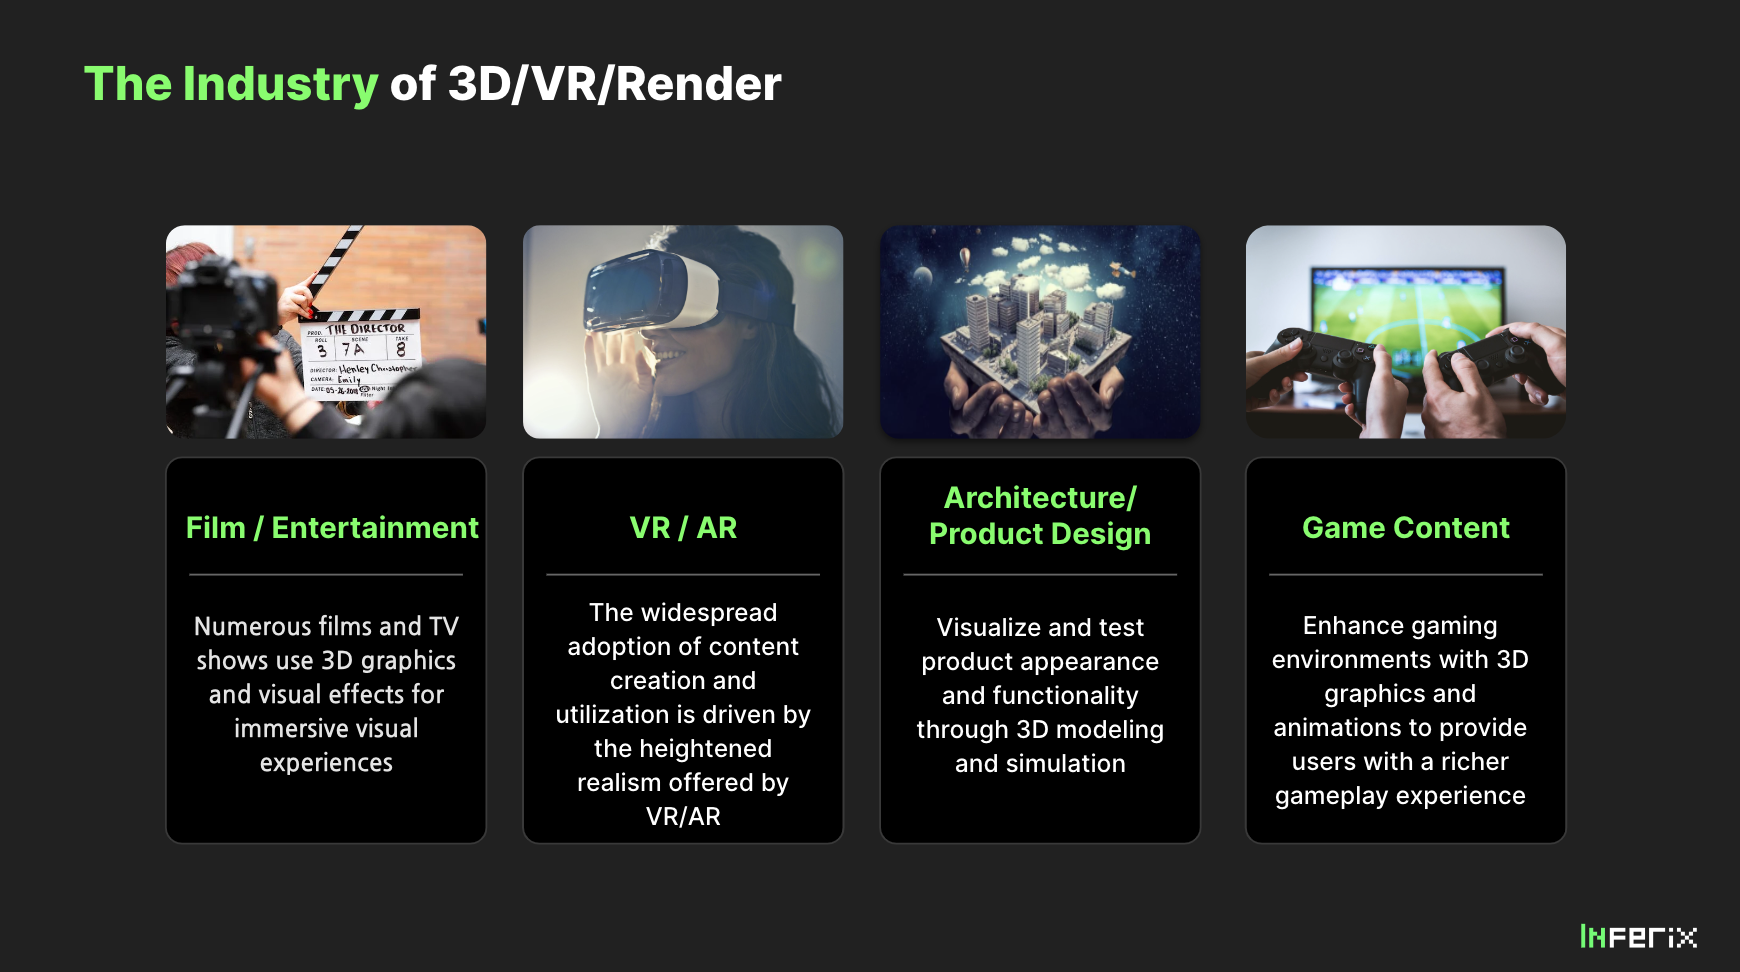 The Industry of 3D/VR/Render
PROD. THE DIRECTOR
ROLL SCENE TAKE
3 7A 8
DIRECTOR: Henley Christopher
CAMERA: Emily
DATE: 05-26-2018
Film / Entertainment
Numerous films and TV
shows use 3D graphics
and visual effects for
immersive visual
experiences
VR / AR
The widespread
adoption of content
creation and
utilization is driven by
the heightened
realism offered by
VR/AR
Architecture/
Product Design
Visualize and test
product appearance
and functionality
through 3D modeling
and simulation
Game Content
Enhance gaming
environments with 3D
graphics and
animations to provide
users with a richer
gameplay experience
INFERIX